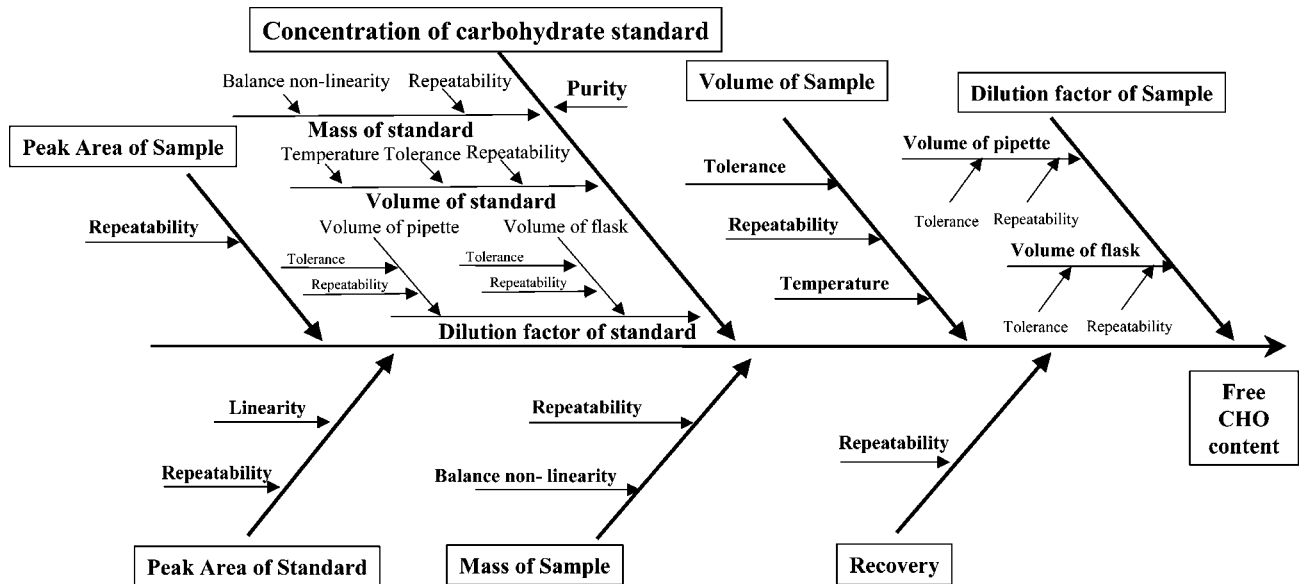 Concentration of carbohydrate standard
Balance non-linearity
Repeatability
Purity
Mass of standard
Volume of Sample
Dilution factor of Sample
Peak Area of Sample
Temperature Tolerance Repeatability
Volume of standard
Tolerance
Volume of pipette
Tolerance
Repeatability
Repeatability
Volume of pipette
Volume of flask
Repeatability
Tolerance
Repeatability
Tolerance
Repeatability
Volume of flask
Temperature
Tolerance
Repeatability
Dilution factor of standard
Free
CHO
content
Linearity
Repeatability
Repeatability
Repeatability
Balance non- linearity
Peak Area of Standard
Mass of Sample
Recovery